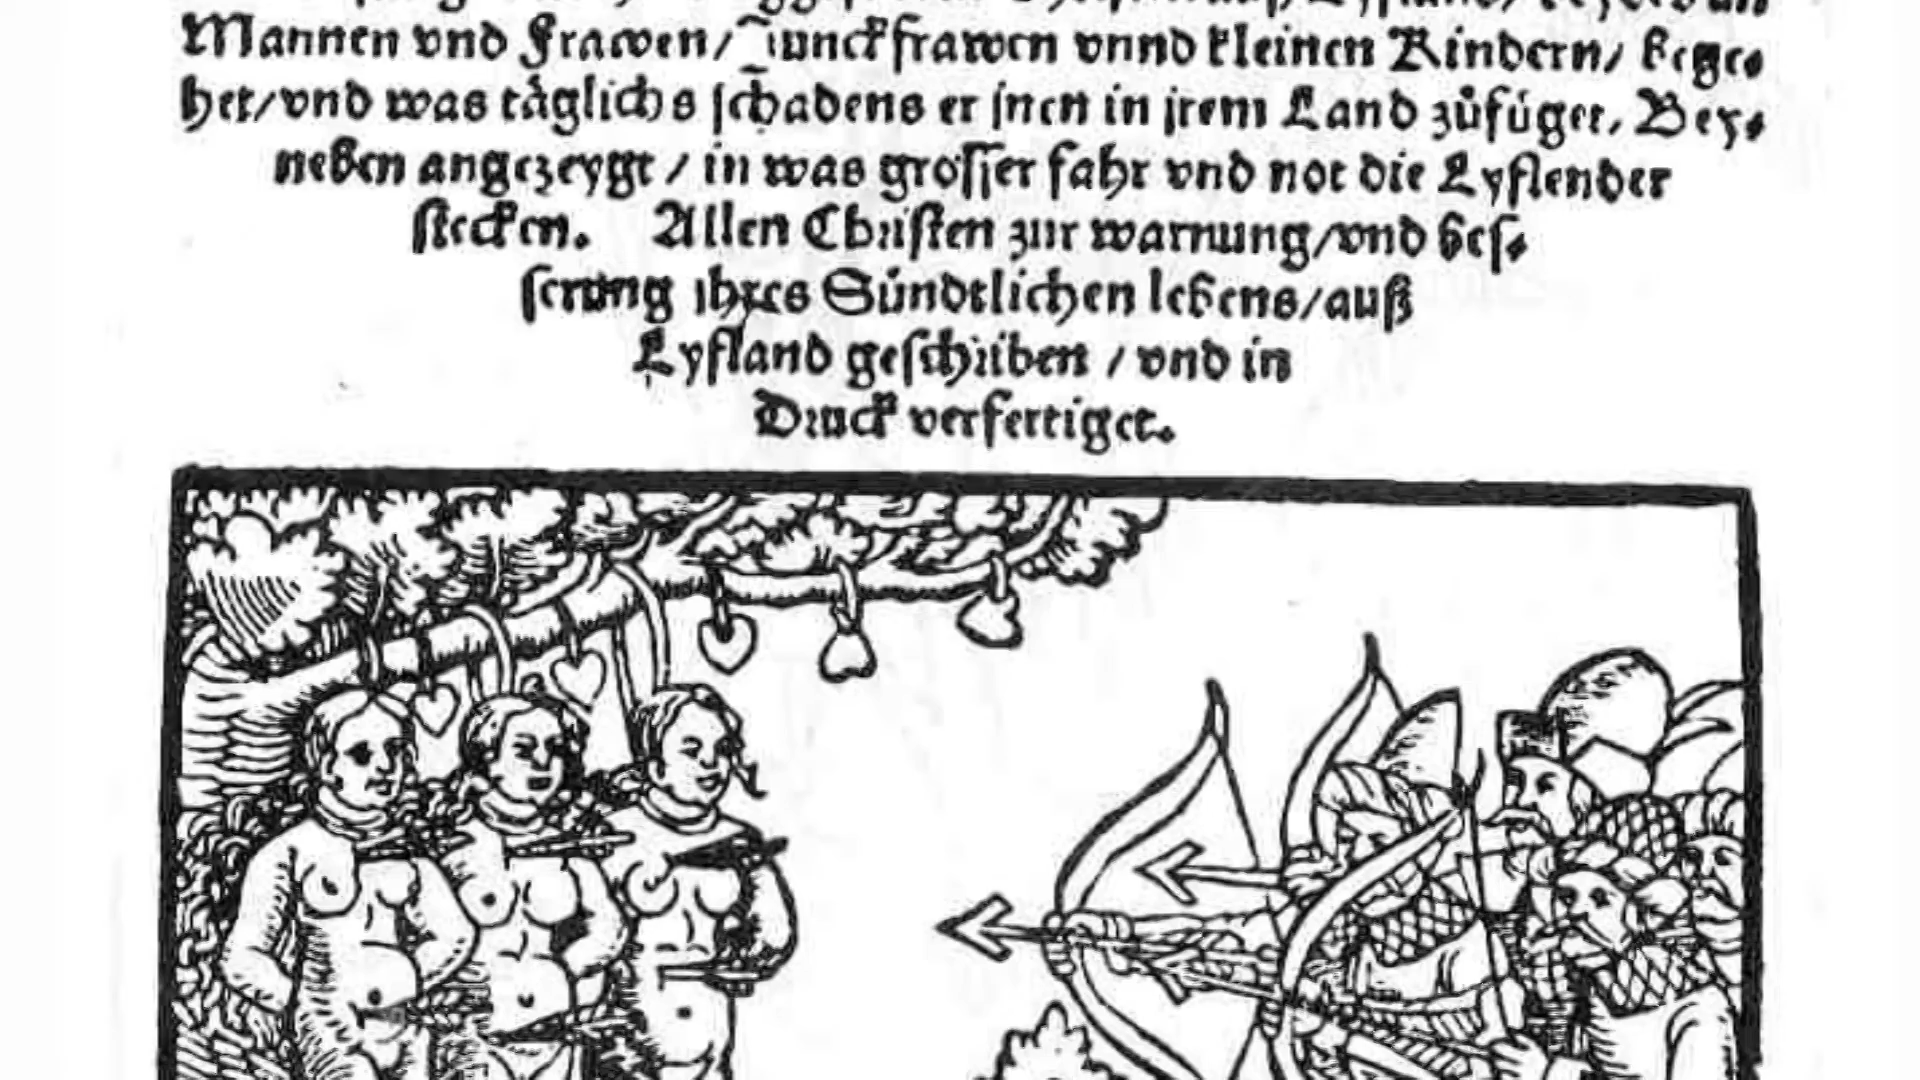 Mannen vnd Frawen/ Junckfrawen vnnd kleinen Kindern/ bege⸗
het/vnd was täglichs schadens er jnen in jrem Land zůfüget. Bey⸗
neben angezeygt / in was grosser fahr vnd not die Lyflender
stecken. Allen Christen zur warnung/vnd bes⸗
serung ihres Sündtlichen lebens/auß
Lyfland geschriben / vnd in
Druck verfertiget.